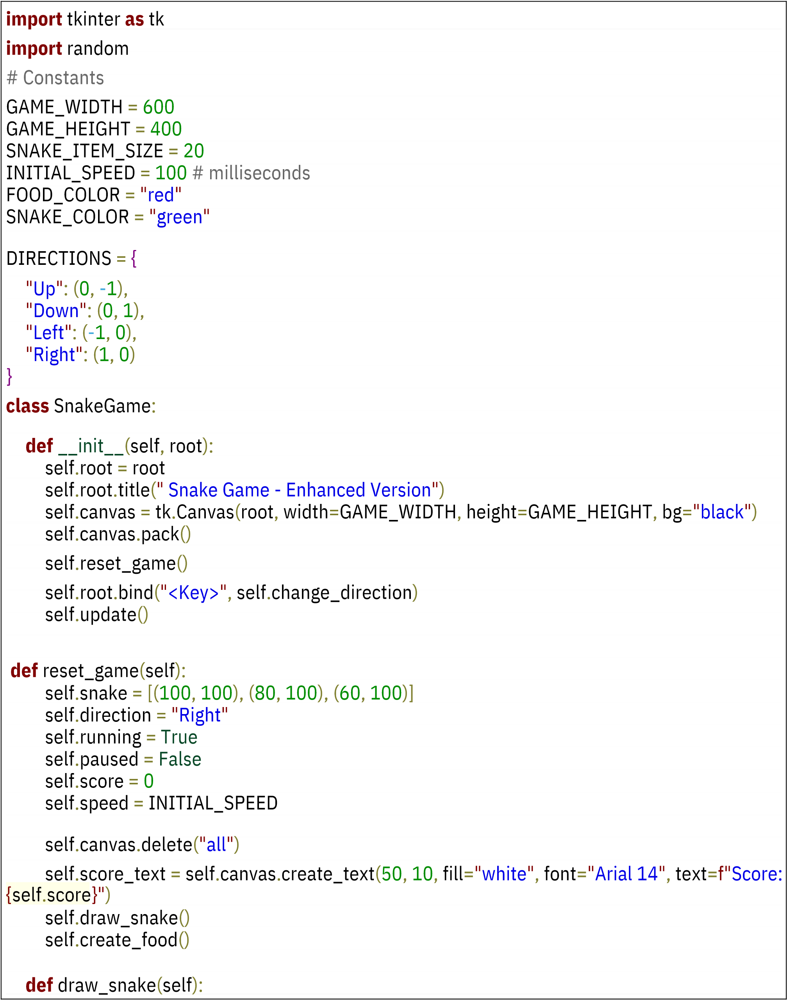 import tkinter as tk
import random
# Constants
GAME_WIDTH = 600
GAME_HEIGHT = 400
SNAKE_ITEM_SIZE = 20
INITIAL_SPEED = 100 # milliseconds
FOOD_COLOR = "red"
SNAKE_COLOR = "green"
DIRECTIONS = {
"Up": (0, -1),
"Down": (0, 1),
"Left": (-1, 0),
"Right": (1, 0)
}
class SnakeGame:
def __init__(self, root):
self.root = root
self.root.title(" Snake Game - Enhanced Version")
self.canvas = tk.Canvas(root, width=GAME_WIDTH, height=GAME_HEIGHT, bg="black")
self.canvas.pack()
self.reset_game()
self.root.bind("<Key>", self.change_direction)
self.update()
def reset_game(self):
self.snake = [(100, 100), (80, 100), (60, 100)]
self.direction = "Right"
self.running = True
self.paused = False
self.score = 0
self.speed = INITIAL_SPEED
self.canvas.delete("all")
self.score_text = self.canvas.create_text(50, 10, fill="white", font="Arial 14", text=f"Score:
{self.score}")
self.draw_snake()
self.create_food()
def draw_snake(self):